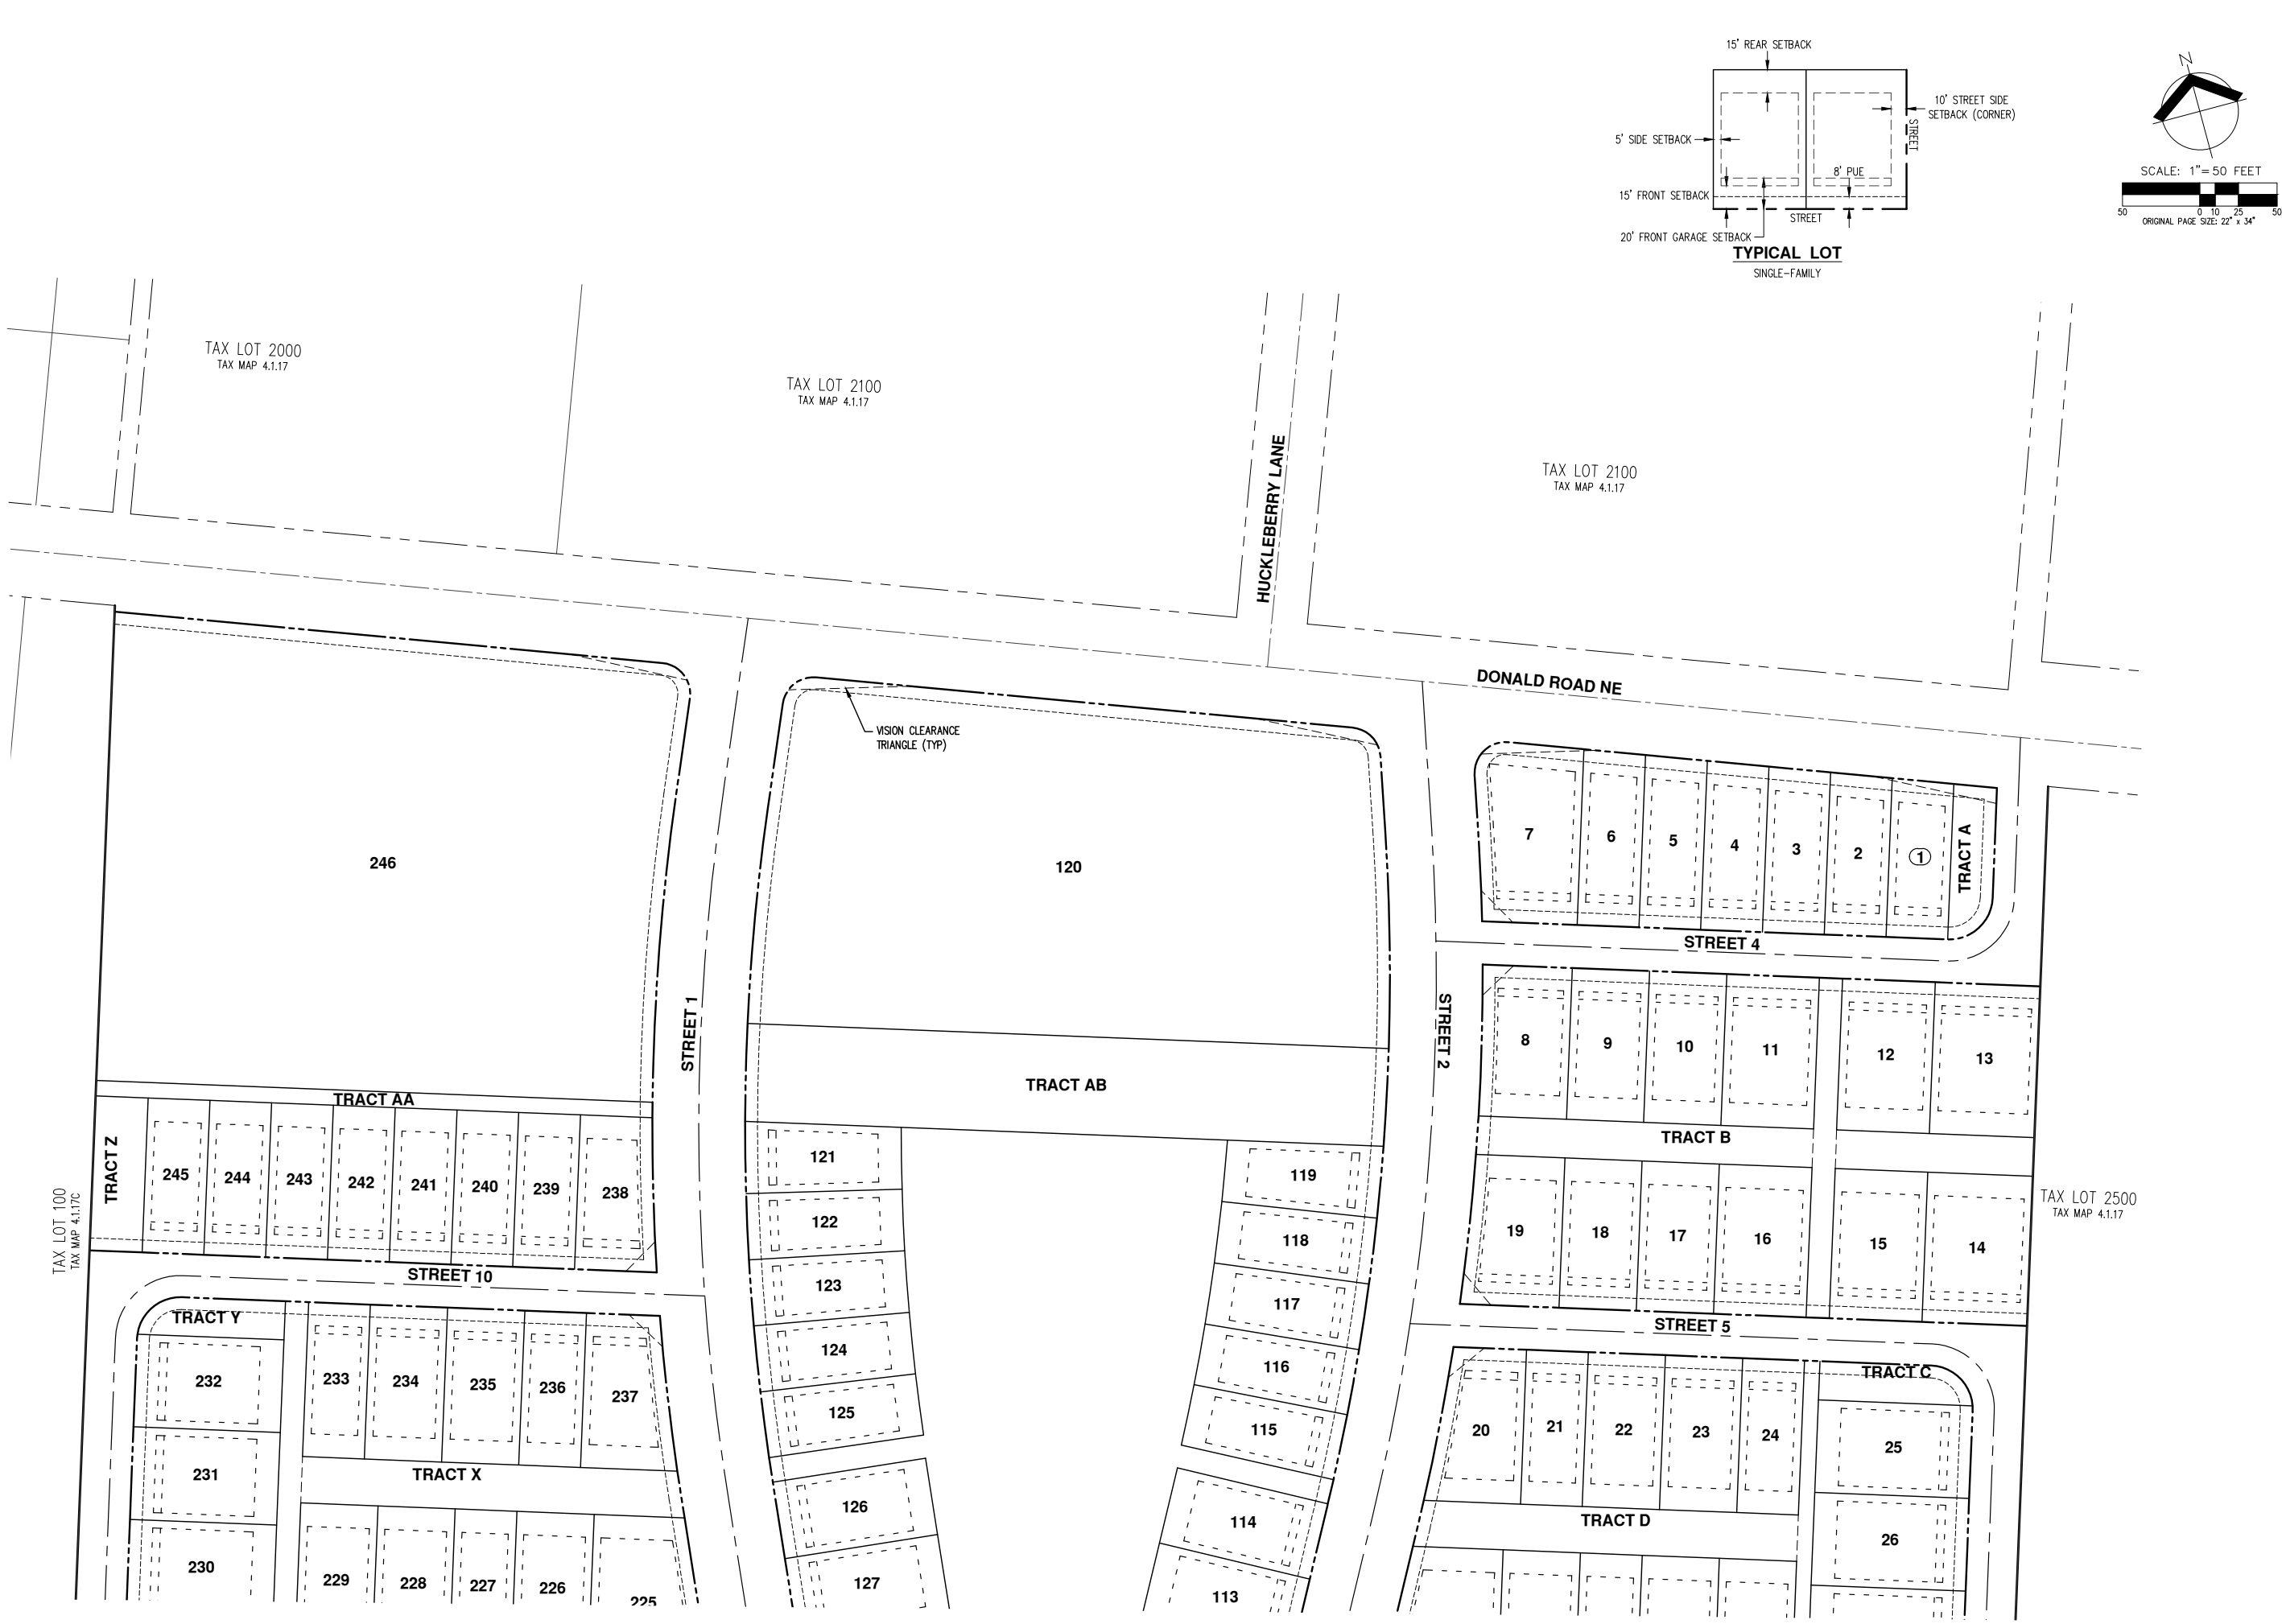 15' REAR SETBACK
10' STREET SIDE
SETBACK (CORNER)
STREET
5' SIDE SETBACK
8' PUE
15' FRONT SETBACK
STREET
20' FRONT GARAGE SETBACK
TYPICAL LOT
SINGLE-FAMILY
N
SCALE: 1"=50 FEET
50 0 10 25 50
ORIGINAL PAGE SIZE: 22" x 34"
TAX LOT 2000
TAX MAP 4.1.17
TAX LOT 2100
TAX MAP 4.1.17
HUCKLEBERRY LANE
TAX LOT 2100
TAX MAP 4.1.17
DONALD ROAD NE
VISION CLEARANCE
TRIANGLE (TYP)
246
120
7
6
5
4
3
2
1
TRACT A
STREET 4
STREET 1
STREET 2
8
9
10
11
12
13
TRACT AA
TRACT AB
TRACT B
TRACT Z
245
244
243
242
241
240
239
238
121
122
123
124
125
126
127
119
118
117
116
115
114
113
19
18
17
16
15
14
TAX LOT 100
TAX MAP 4.1.17C
TAX LOT 2500
TAX MAP 4.1.17
STREET 10
STREET 5
TRACT Y
TRACT C
232
233
234
235
236
237
20
21
22
23
24
25
231
TRACT X
TRACT D
26
230
229
228
227
226
225